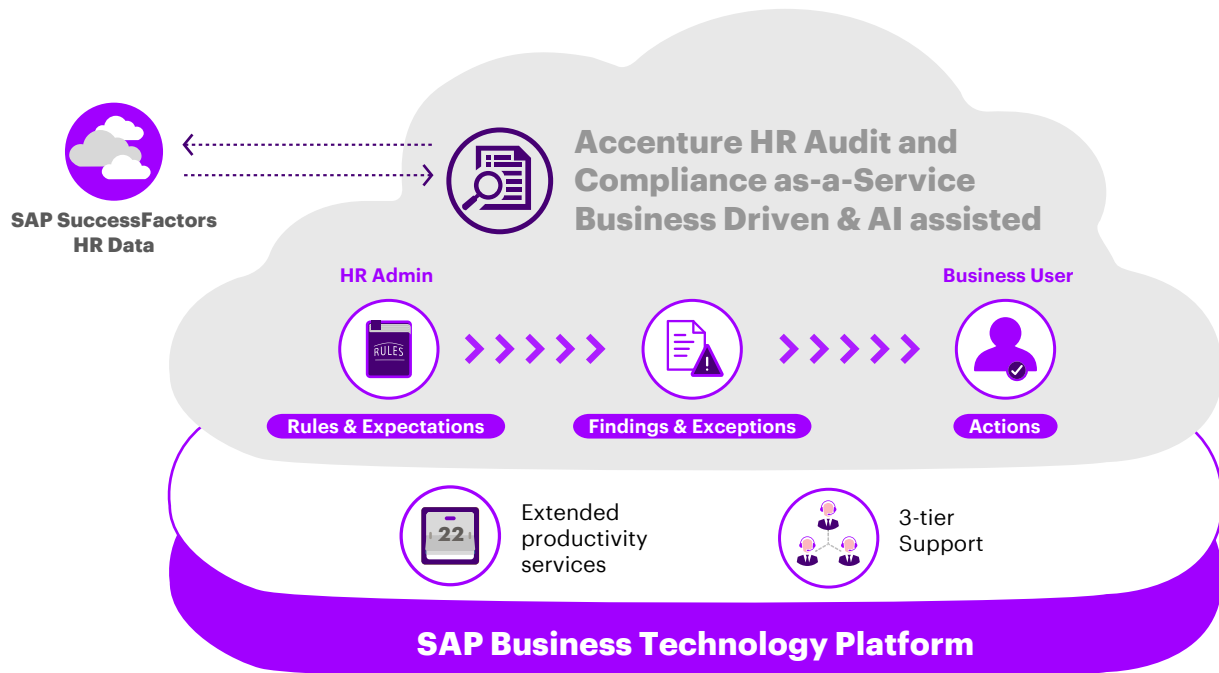 Accenture HR Audit and
Compliance as-a-Service
Business Driven & AI assisted
SAP SuccessFactors
HR Data
HR Admin
Business User
RULES
Rules & Expectations
Findings & Exceptions
Actions
22
Extended
productivity
services
3-tier
Support
SAP Business Technology Platform